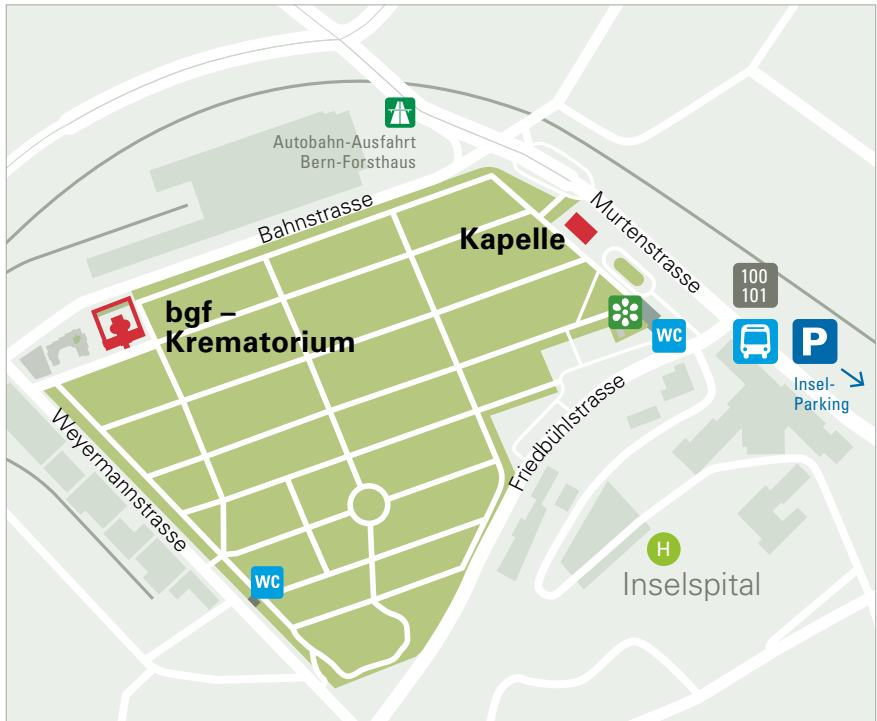 Autobahn-Ausfahrt
Bern-Forsthaus
Bahnstrasse
Murtenstrasse
Kapelle
100
101
bgf –
Krematorium
WC
P
Insel-
Parking
Friedbühlstrasse
Weyermannstrasse
H
Inselspital
WC